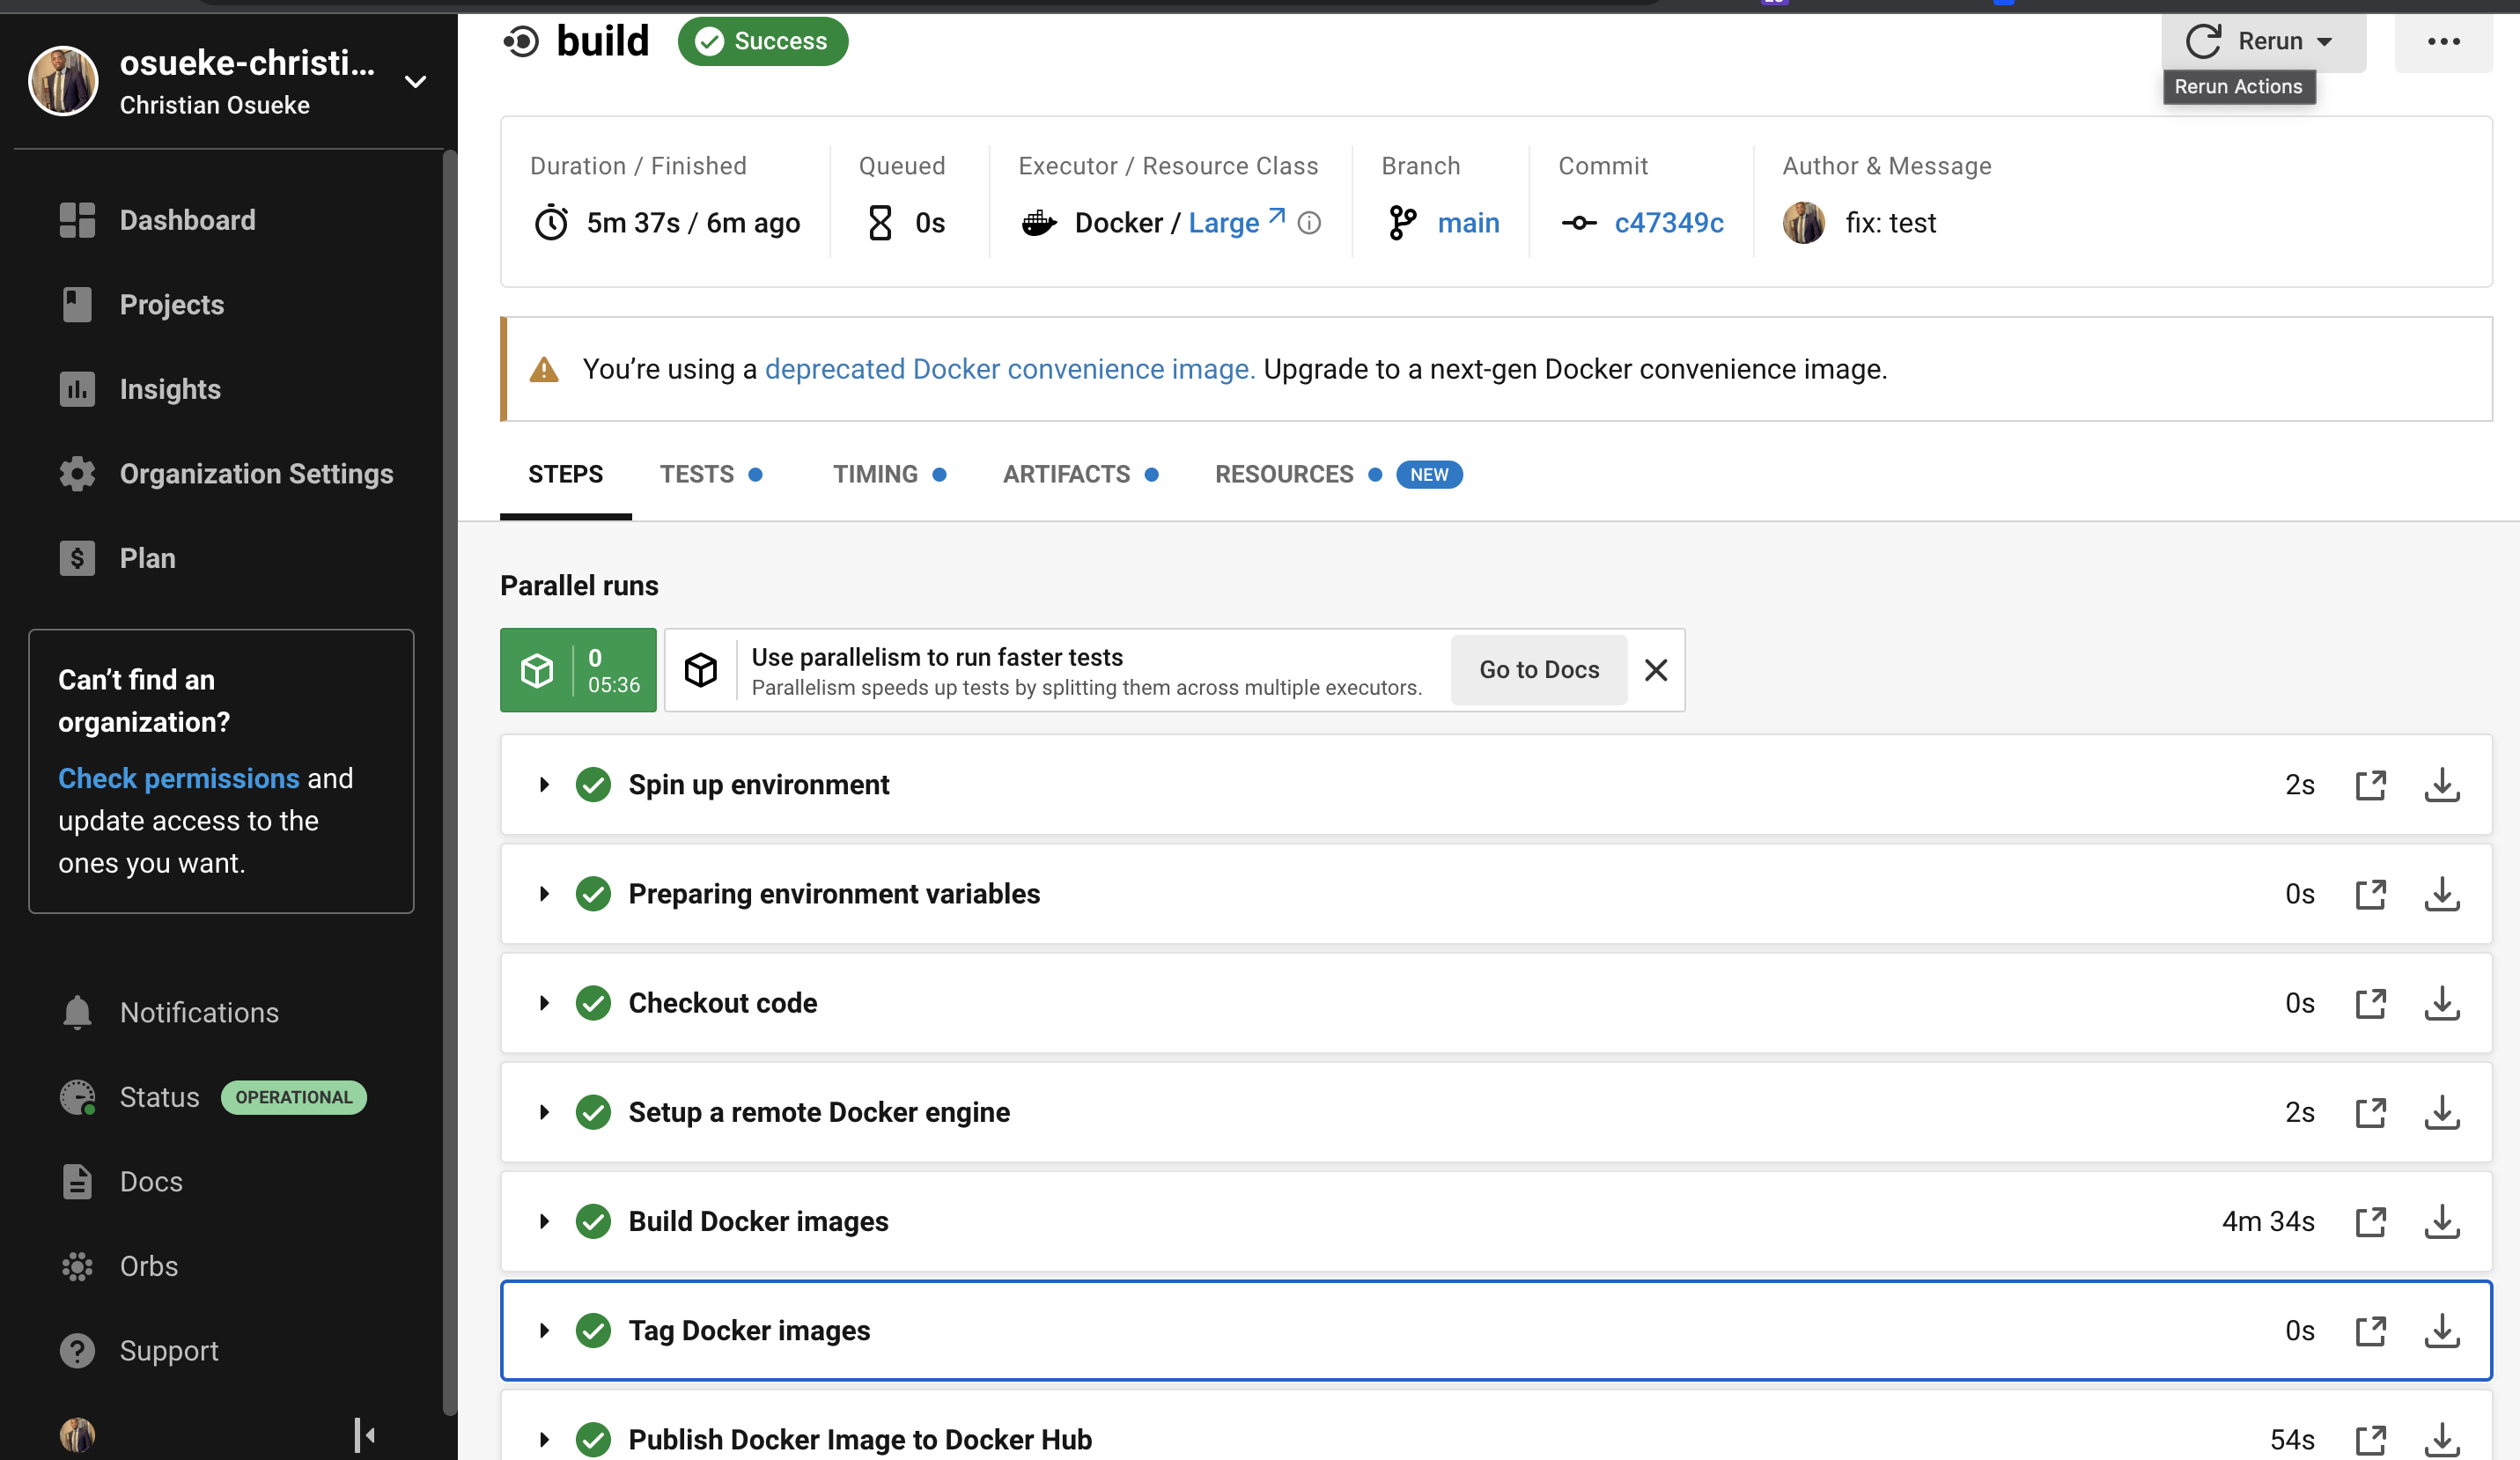 osueke-christi...
Christian Osueke
Dashboard
Projects
Insights
Organization Settings
Plan
Can’t find an
organization?
Check permissions and
update access to the
ones you want.
Notifications
Status OPERATIONAL
Docs
Orbs
Support
build Success
Rerun
Rerun Actions
Duration / Finished
5m 37s / 6m ago
Queued
0s
Executor / Resource Class
Docker / Large
Branch
main
Commit
c47349c
Author & Message
fix: test
You’re using a deprecated Docker convenience image. Upgrade to a next-gen Docker convenience image.
STEPS TESTS TIMING ARTIFACTS RESOURCES NEW
Parallel runs
0
05:36
Use parallelism to run faster tests
Parallelism speeds up tests by splitting them across multiple executors.
Go to Docs
Spin up environment 2s
Preparing environment variables 0s
Checkout code 0s
Setup a remote Docker engine 2s
Build Docker images 4m 34s
Tag Docker images 0s
Publish Docker Image to Docker Hub 54s